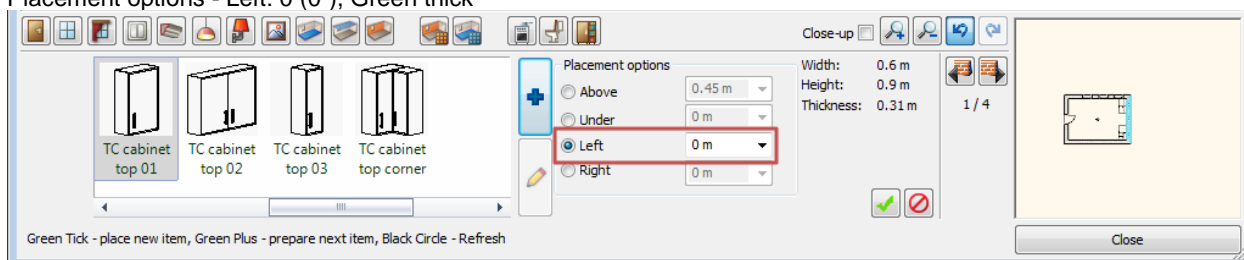 Placement options - Left: 0 (0"), Green thick
Close-up
Placement options
Above 0.45 m
Under 0 m
Left 0 m
Right 0 m
Width: 0.6 m
Height: 0.9 m
Thickness: 0.31 m
1 / 4
TC cabinet top 01
TC cabinet top 02
TC cabinet top 03
TC cabinet top corner
Green Tick - place new item, Green Plus - prepare next item, Black Circle - Refresh
Close